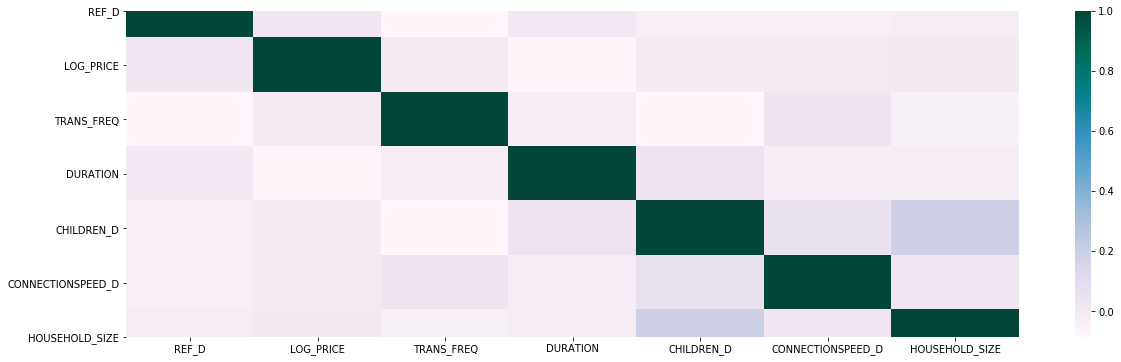 REF_D
LOG_PRICE
TRANS_FREQ
DURATION
CHILDREN_D
CONNECTIONSPEED_D
HOUSEHOLD_SIZE
REF_D LOG_PRICE TRANS_FREQ DURATION CHILDREN_D CONNECTIONSPEED_D HOUSEHOLD_SIZE
1.0
0.8
0.6
0.4
0.2
0.0